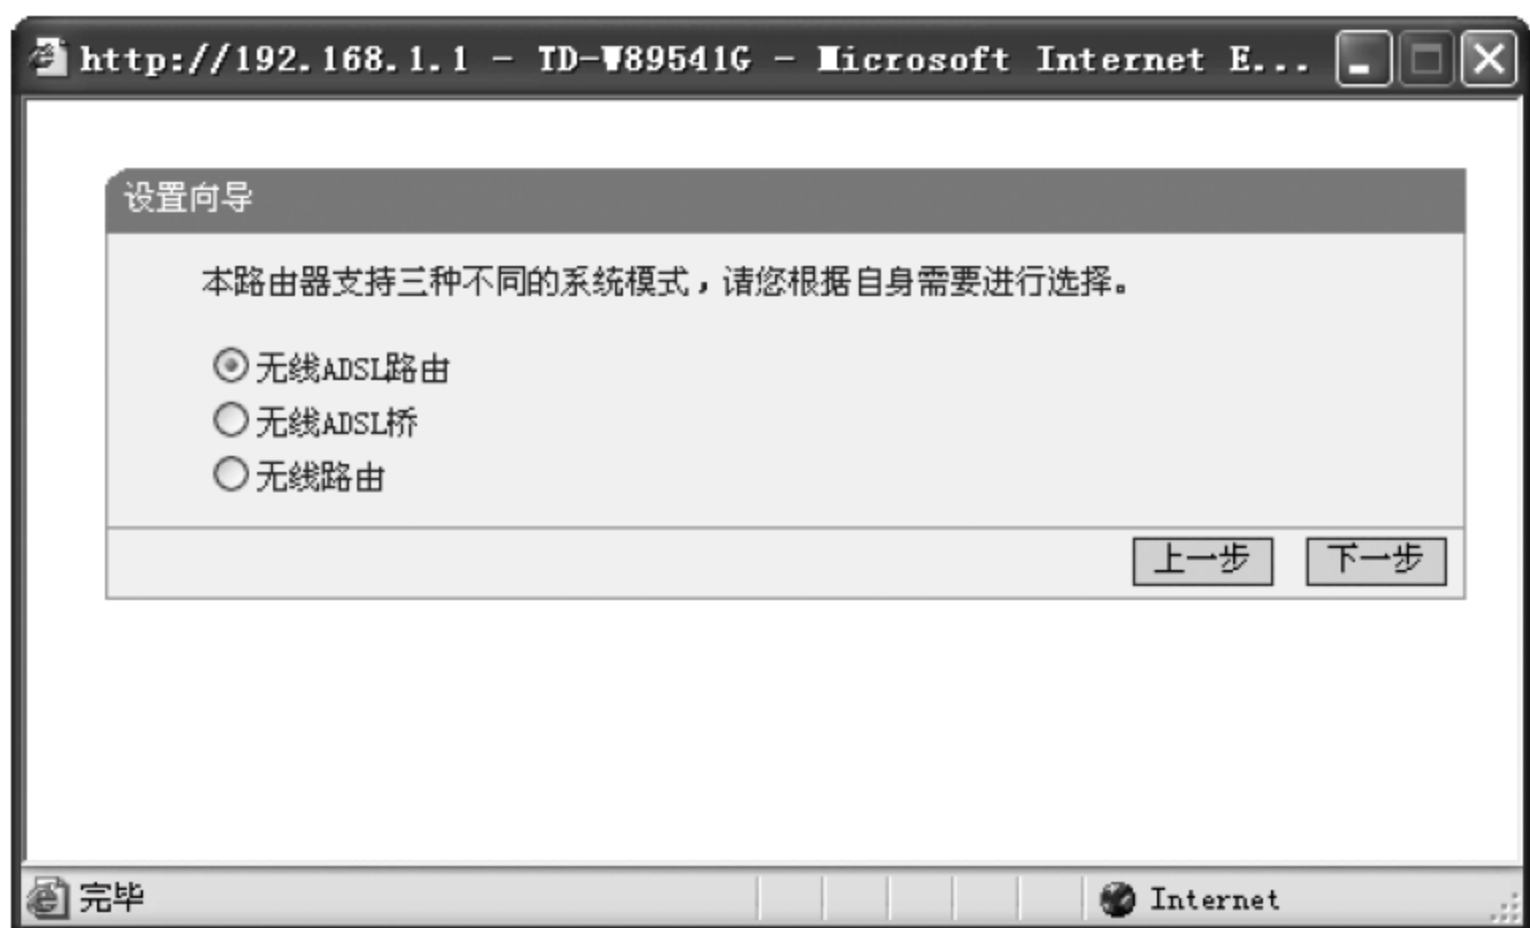 http://192.168.1.1 - TD-W89541G - Microsoft Internet E...
设置向导
本路由器支持三种不同的系统模式，请您根据自身需要进行选择。
无线ADSL路由
无线ADSL桥
无线路由
上一步 下一步
完毕 Internet